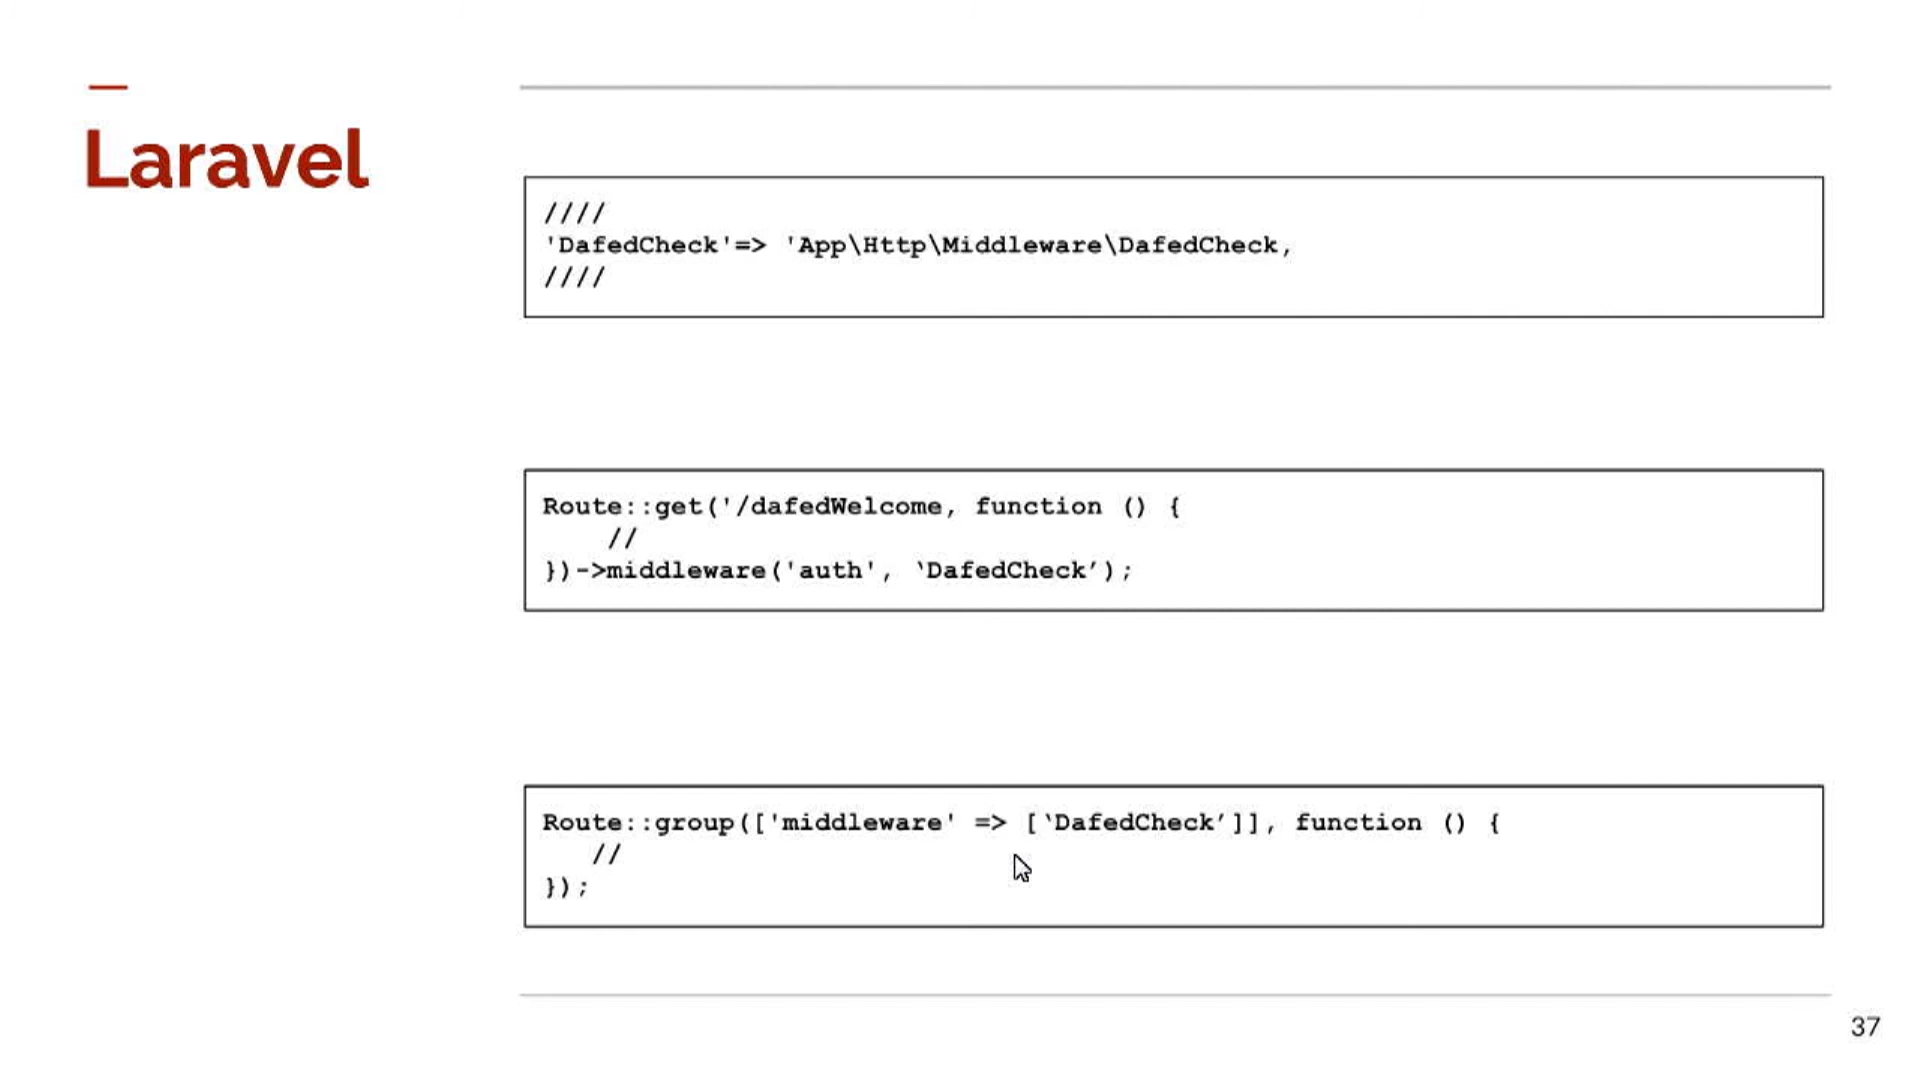 Laravel
////
'DafedCheck'=> 'App\Http\Middleware\DafedCheck,
////
Route::get('/dafedWelcome, function () {
//
})->middleware('auth', ‘DafedCheck’);
Route::group(['middleware' => [‘DafedCheck’]], function () {
//
});
37